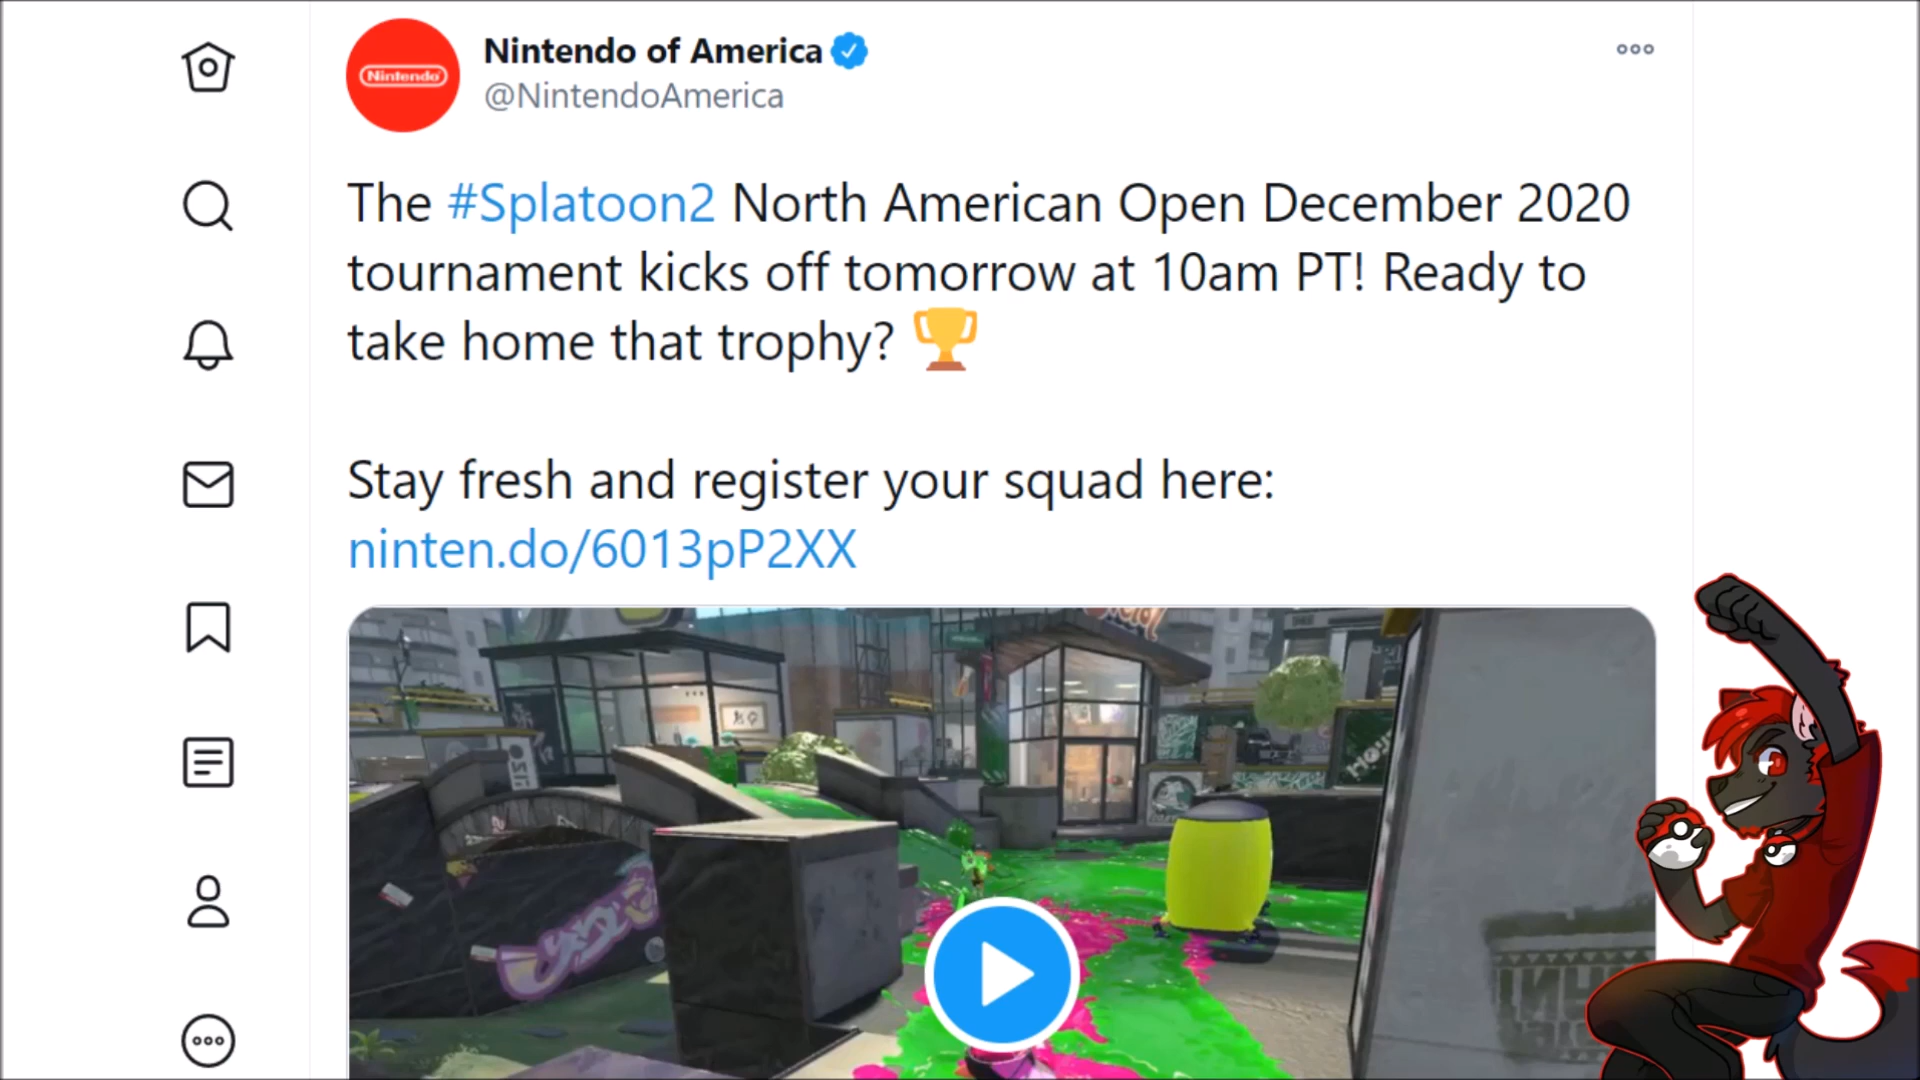 Nintendo
Nintendo of America
@NintendoAmerica
The #Splatoon2 North American Open December 2020
tournament kicks off tomorrow at 10am PT! Ready to
take home that trophy?
Stay fresh and register your squad here:
ninten.do/6013pP2XX